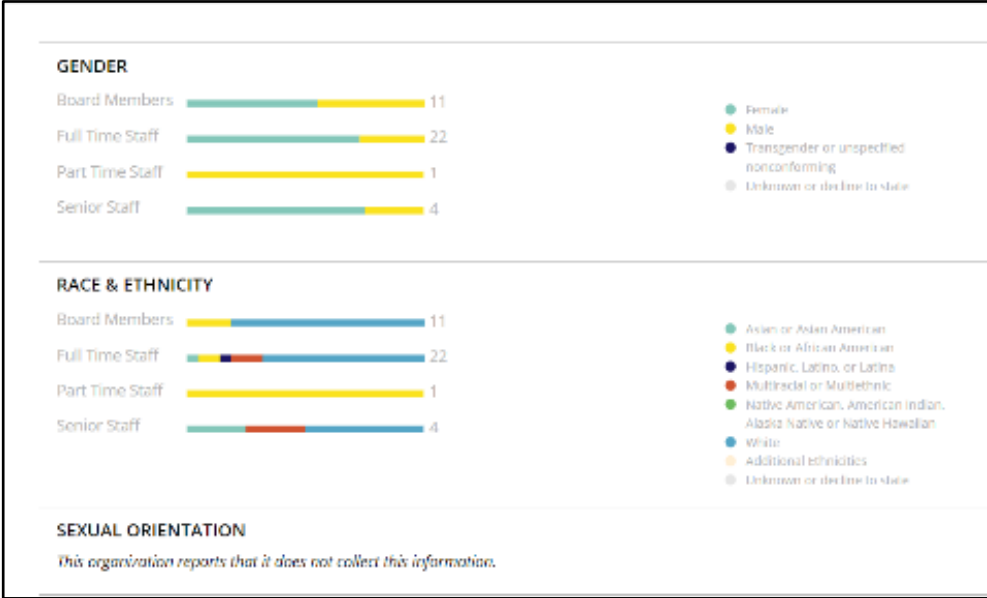 GENDER
Board Members 11
Full Time Staff 22
Part Time Staff 1
Senior Staff 4
Female
Male
Transgender or unspecified
nonconforming
Unknown or decline to state
RACE & ETHNICITY
Board Members 11
Full Time Staff 22
Part Time Staff 1
Senior Staff 4
Asian or Asian American
Black or African American
Hispanic, Latino, or Latina
Multiracial or Multiethnic
Native American, American Indian,
Alaska Native or Native Hawaiian
White
Additional Ethnicities
Unknown or decline to state
SEXUAL ORIENTATION
This organization reports that it does not collect this information.